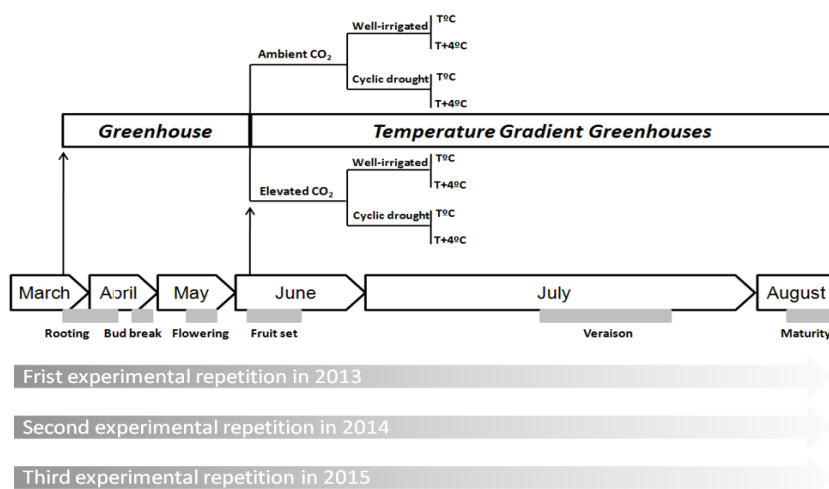 Well-irrigated
TºC
T+4ºC
Ambient CO₂
Cyclic drought
TºC
T+4ºC
Greenhouse
Temperature Gradient Greenhouses
Well-irrigated
TºC
T+4ºC
Elevated CO₂
Cyclic drought
TºC
T+4ºC
March
April
May
June
July
August
Rooting
Bud break
Flowering
Fruit set
Veraison
Maturity
Frist experimental repetition in 2013
Second experimental repetition in 2014
Third experimental repetition in 2015